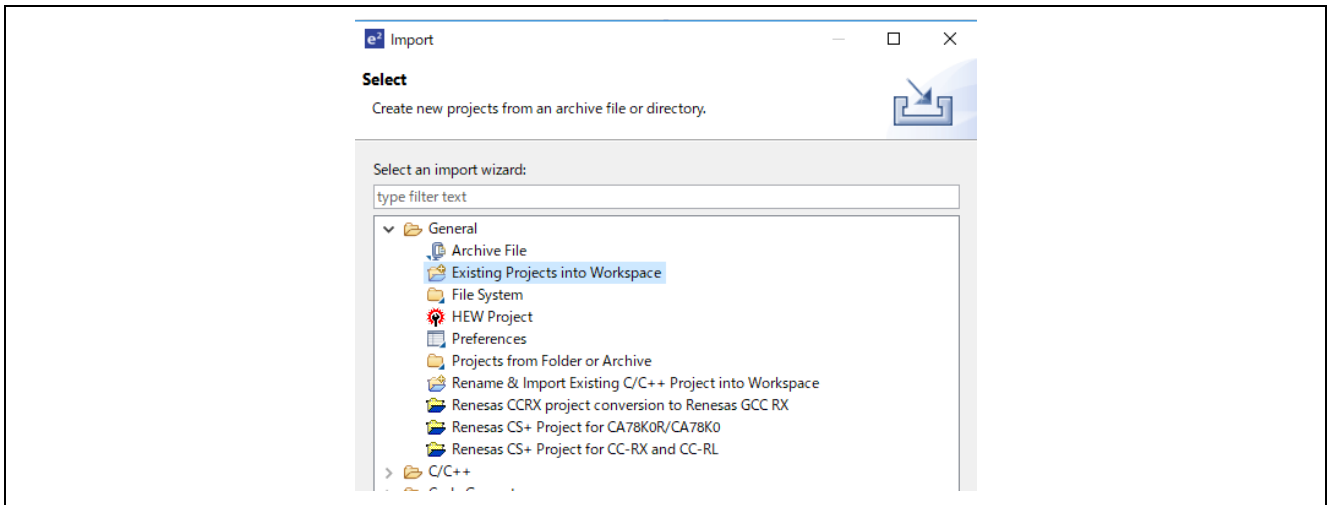 e² Import
Select
Create new projects from an archive file or directory.
Select an import wizard:
type filter text
General
Archive File
Existing Projects into Workspace
File System
HEW Project
Preferences
Projects from Folder or Archive
Rename & Import Existing C/C++ Project into Workspace
Renesas CCRX project conversion to Renesas GCC RX
Renesas CS+ Project for CA78K0R/CA78K0
Renesas CS+ Project for CC-RX and CC-RL
C/C++